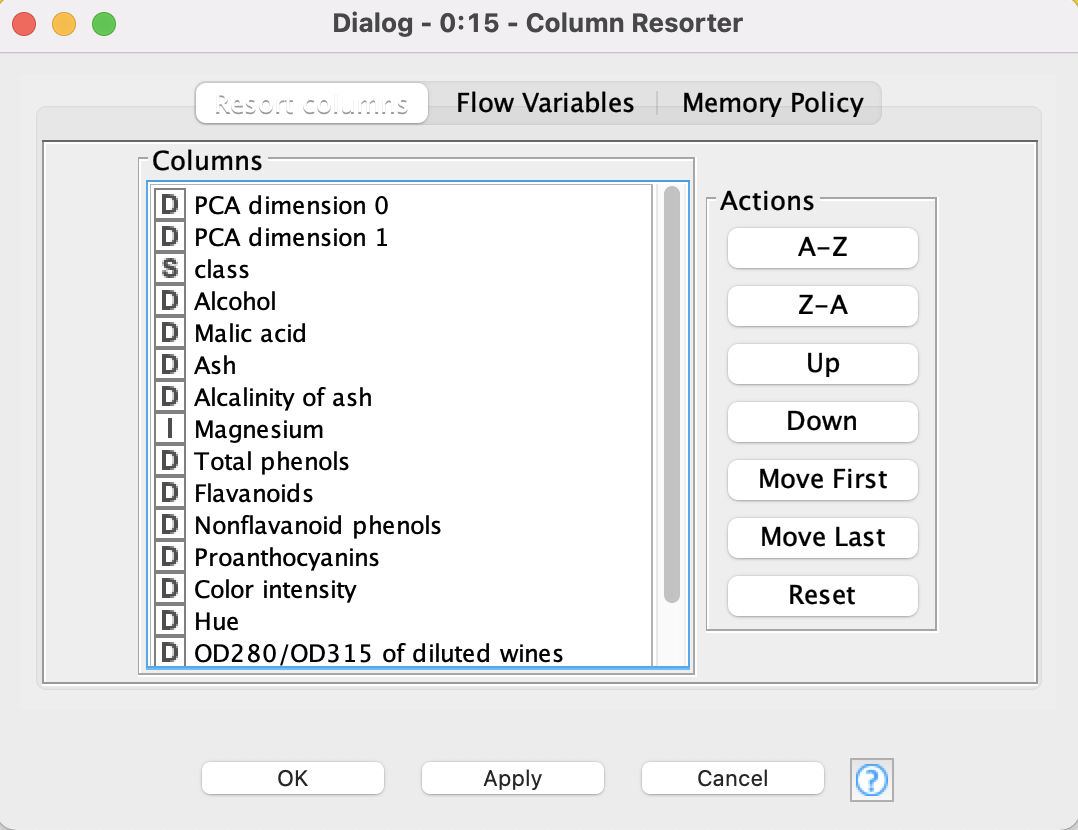 Dialog - 0:15 - Column Resorter
Resort columns Flow Variables Memory Policy
Columns
D PCA dimension 0
D PCA dimension 1
S class
D Alcohol
D Malic acid
D Ash
D Alcalinity of ash
I Magnesium
D Total phenols
D Flavanoids
D Nonflavanoid phenols
D Proanthocyanins
D Color intensity
D Hue
D OD280/OD315 of diluted wines
Actions
A-Z
Z-A
Up
Down
Move First
Move Last
Reset
OK Apply Cancel ?